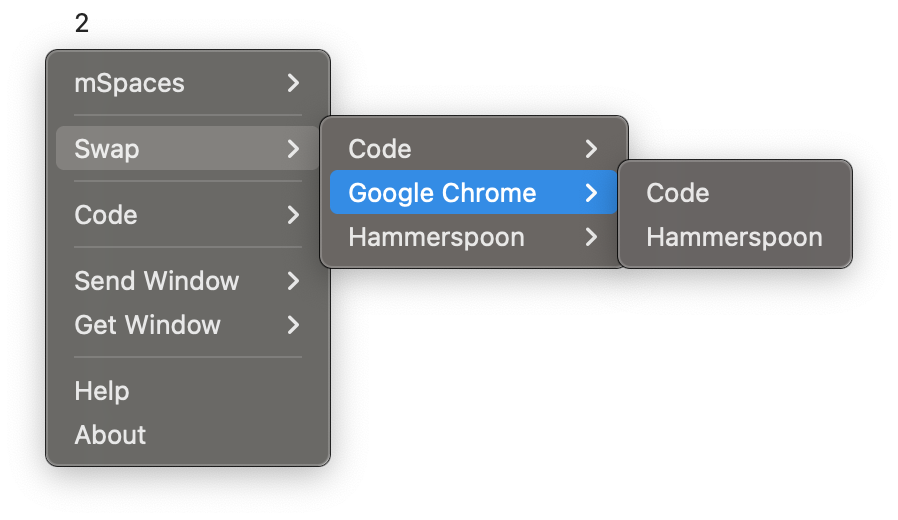 2
mSpaces
Swap
Code
Send Window
Get Window
Help
About
Code
Google Chrome
Hammerspoon
Code
Hammerspoon